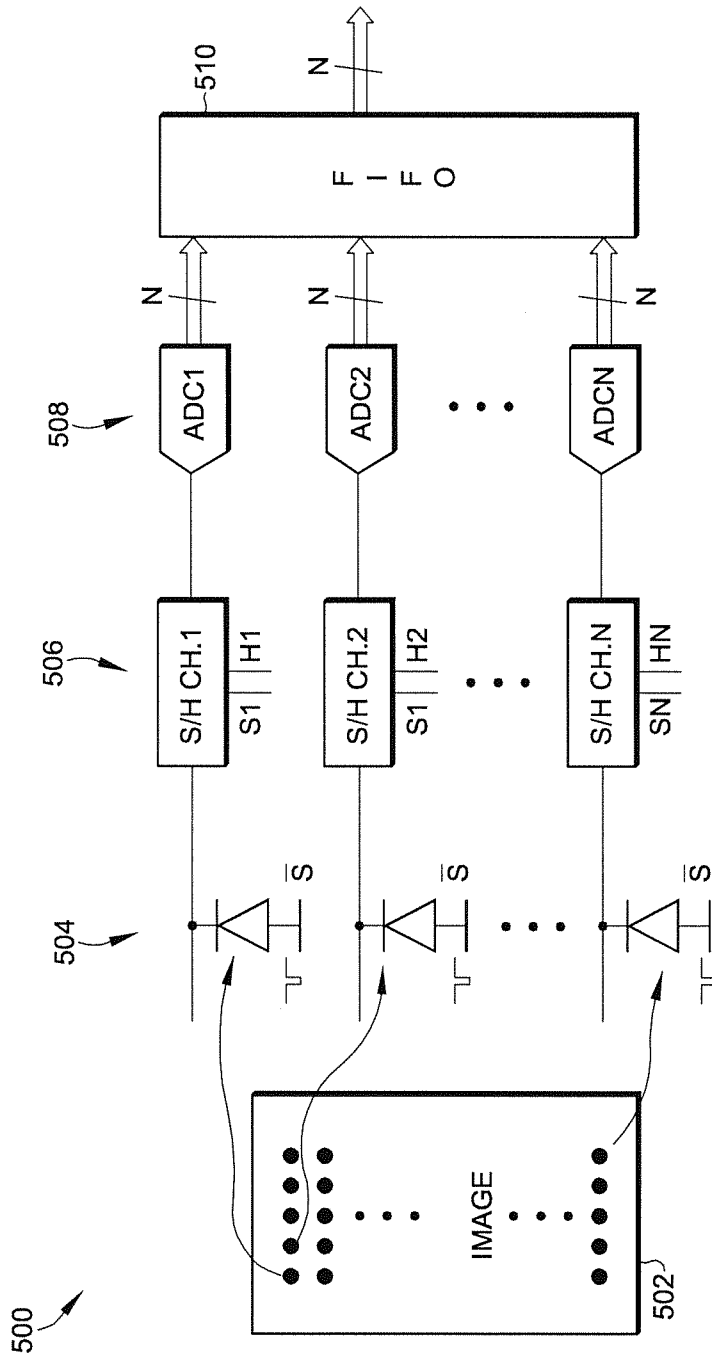 500
502
IMAGE
504
S̅
S̅
S̅
506
S/H CH.1
S1 H1
S/H CH.2
S1 H2
S/H CH.N
SN HN
508
ADC1
ADC2
ADCN
N
N
N
FIFO
510
N